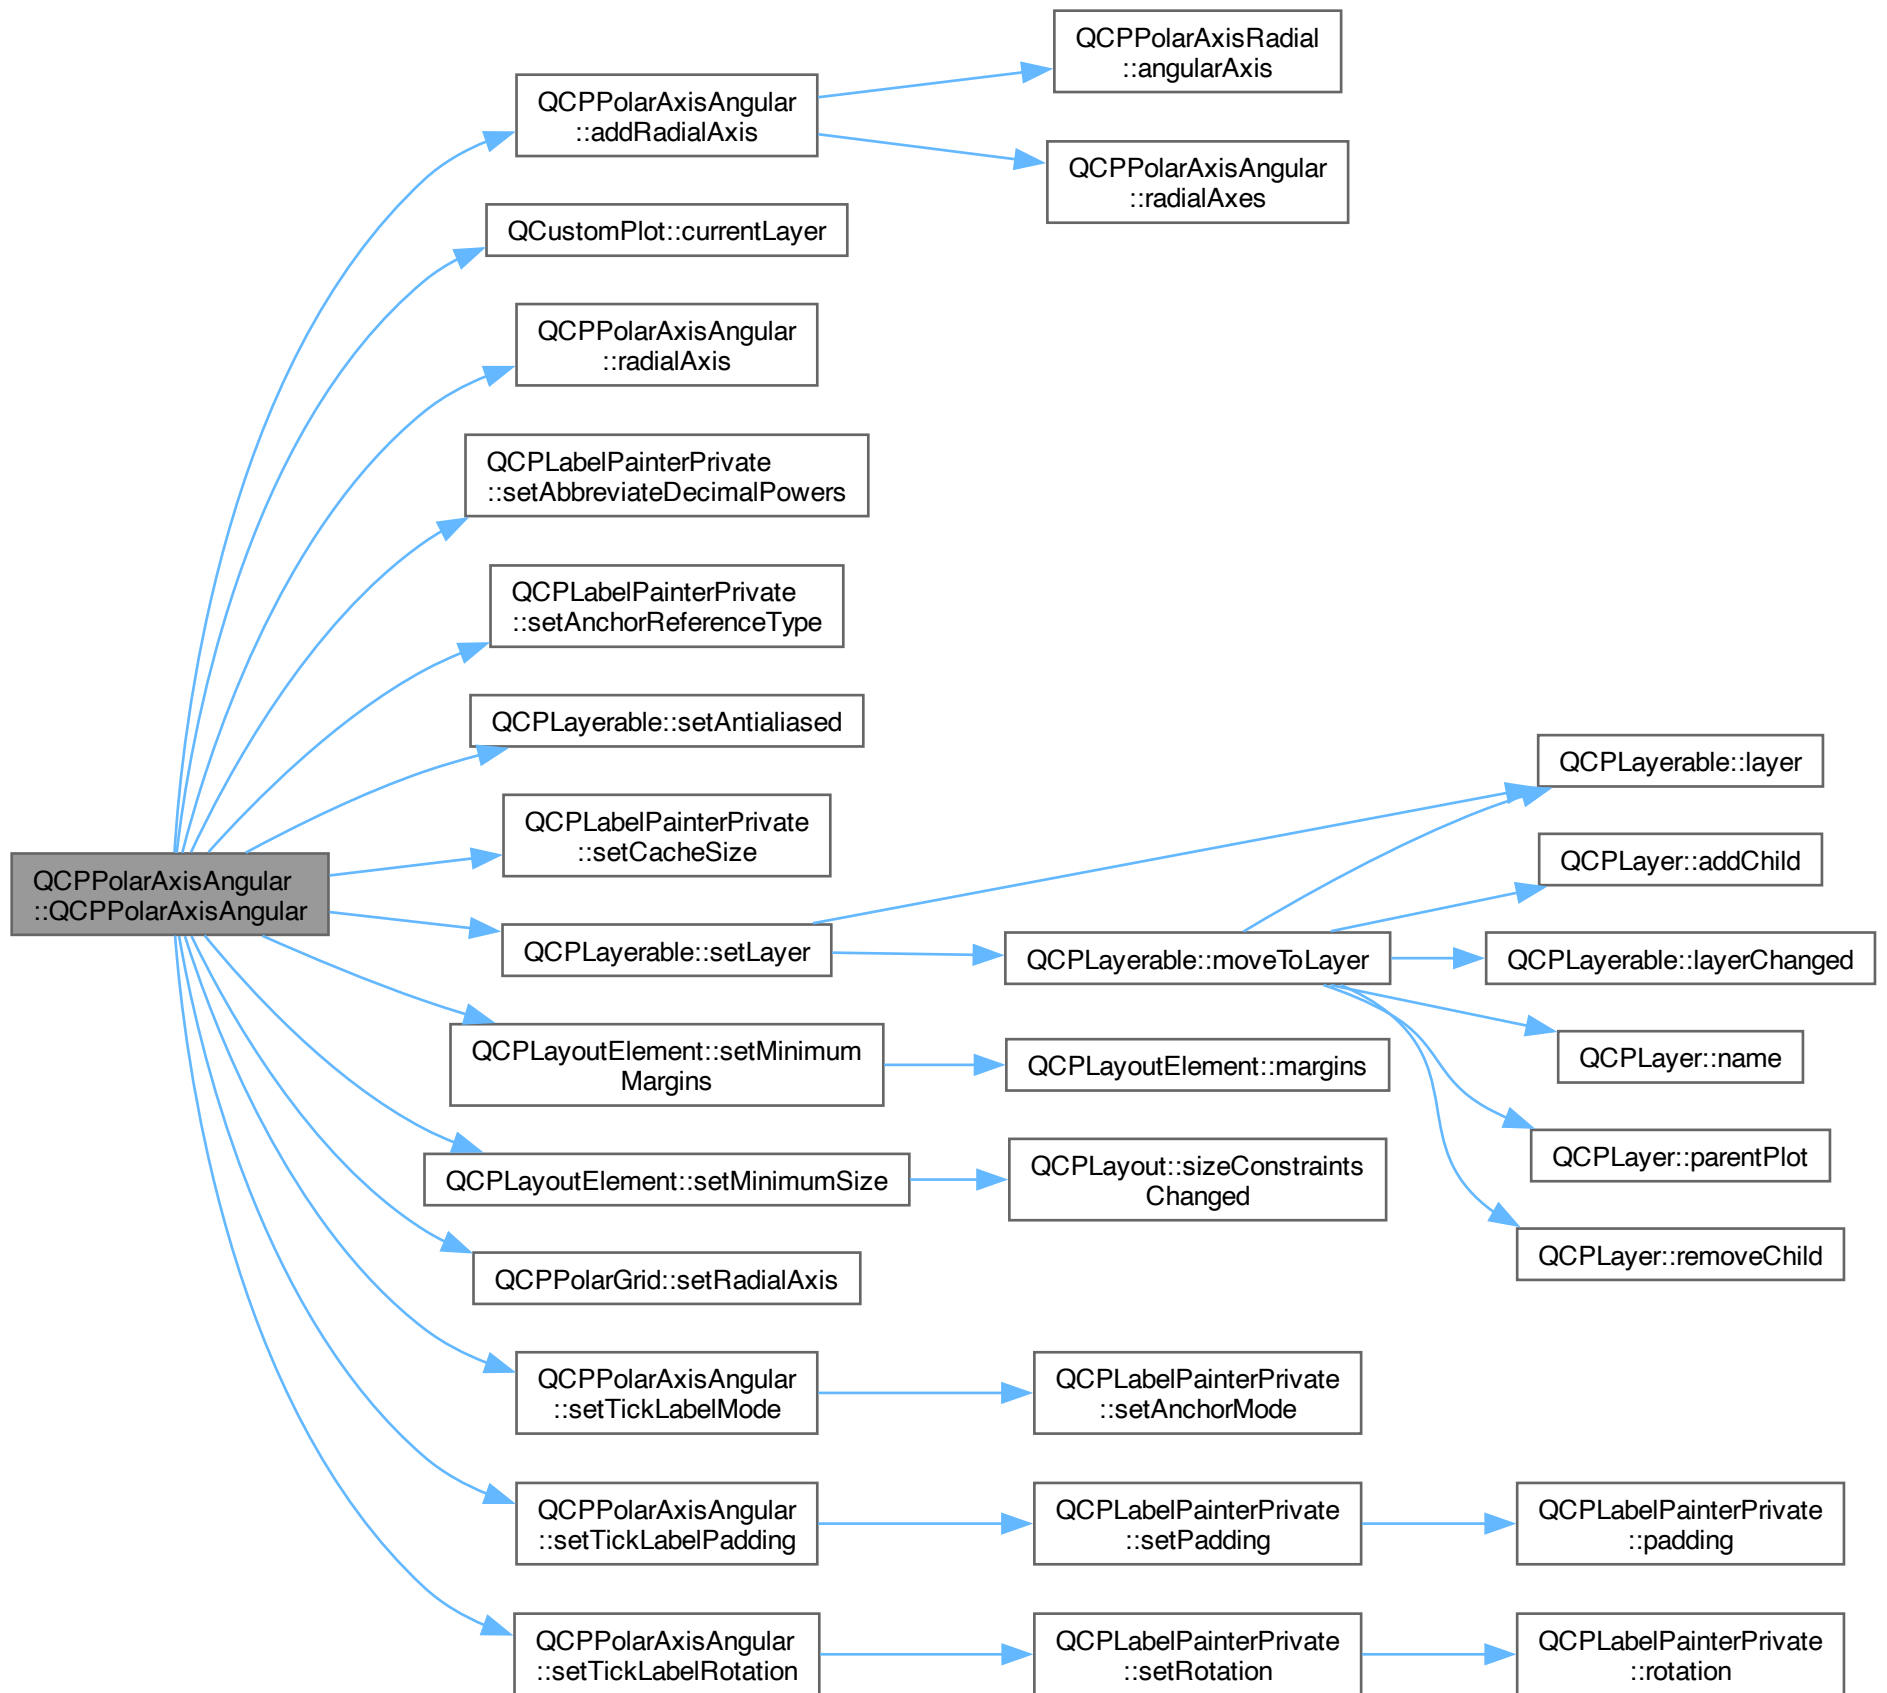 QCPPolarAxisAngular
::QCPPolarAxisAngular
QCPPolarAxisAngular
::addRadialAxis
QCustomPlot::currentLayer
QCPPolarAxisAngular
::radialAxis
QCPLabelPainterPrivate
::setAbbreviateDecimalPowers
QCPLabelPainterPrivate
::setAnchorReferenceType
QCPLayerable::setAntialiased
QCPLabelPainterPrivate
::setCacheSize
QCPLayerable::setLayer
QCPLayoutElement::setMinimum
Margins
QCPLayoutElement::setMinimumSize
QCPPolarGrid::setRadialAxis
QCPPolarAxisAngular
::setTickLabelMode
QCPPolarAxisAngular
::setTickLabelPadding
QCPPolarAxisAngular
::setTickLabelRotation
QCPPolarAxisRadial
::angularAxis
QCPPolarAxisAngular
::radialAxes
QCPLayerable::moveToLayer
QCPLayoutElement::margins
QCPLayout::sizeConstraints
Changed
QCPLabelPainterPrivate
::setAnchorMode
QCPLabelPainterPrivate
::setPadding
QCPLabelPainterPrivate
::setRotation
QCPLayerable::layer
QCPLayer::addChild
QCPLayerable::layerChanged
QCPLayer::name
QCPLayer::parentPlot
QCPLayer::removeChild
QCPLabelPainterPrivate
::padding
QCPLabelPainterPrivate
::rotation